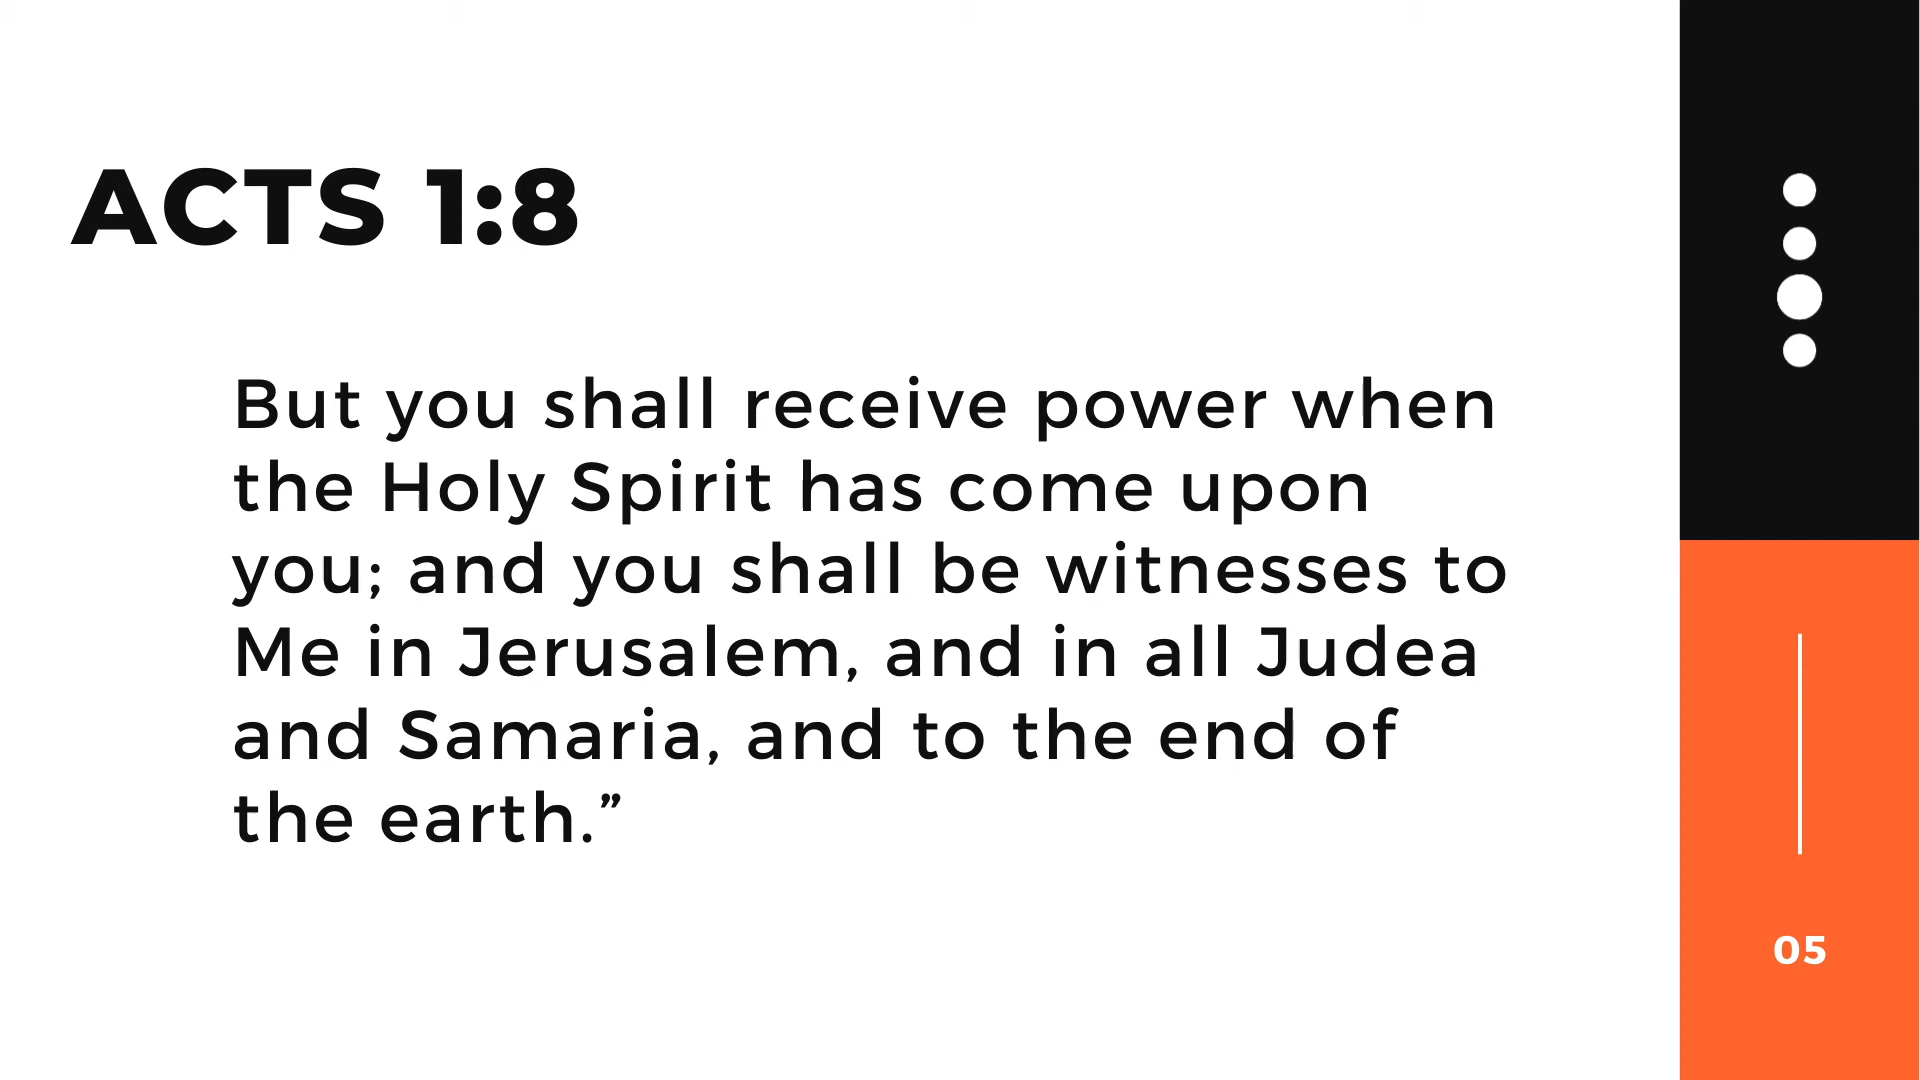 ACTS 1:8
But you shall receive power when
the Holy Spirit has come upon
you; and you shall be witnesses to
Me in Jerusalem, and in all Judea
and Samaria, and to the end of
the earth.”
05